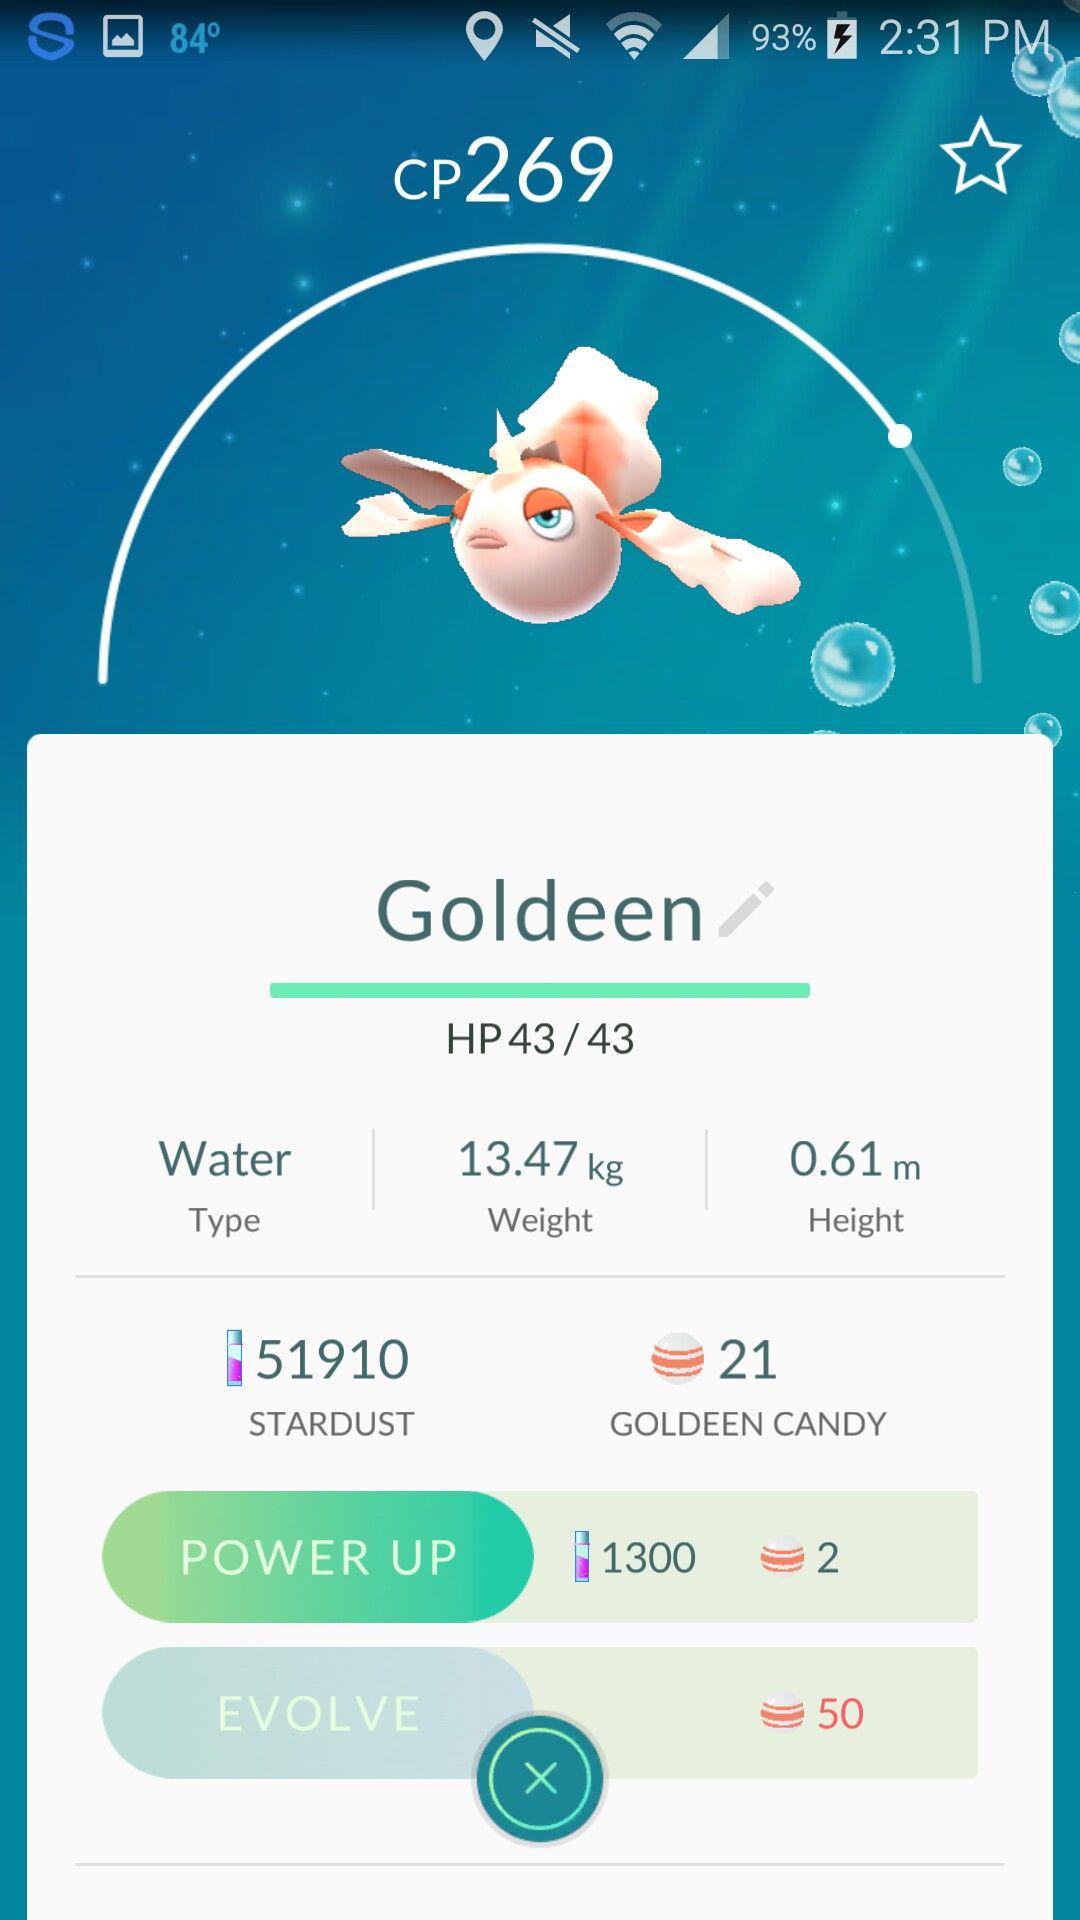 84° 93% 2:31 PM
CP269
Goldeen
HP 43 / 43
Water 13.47 kg 0.61 m
Type Weight Height
51910 21
STARDUST GOLDEEN CANDY
POWER UP 1300 2
EVOLVE 50